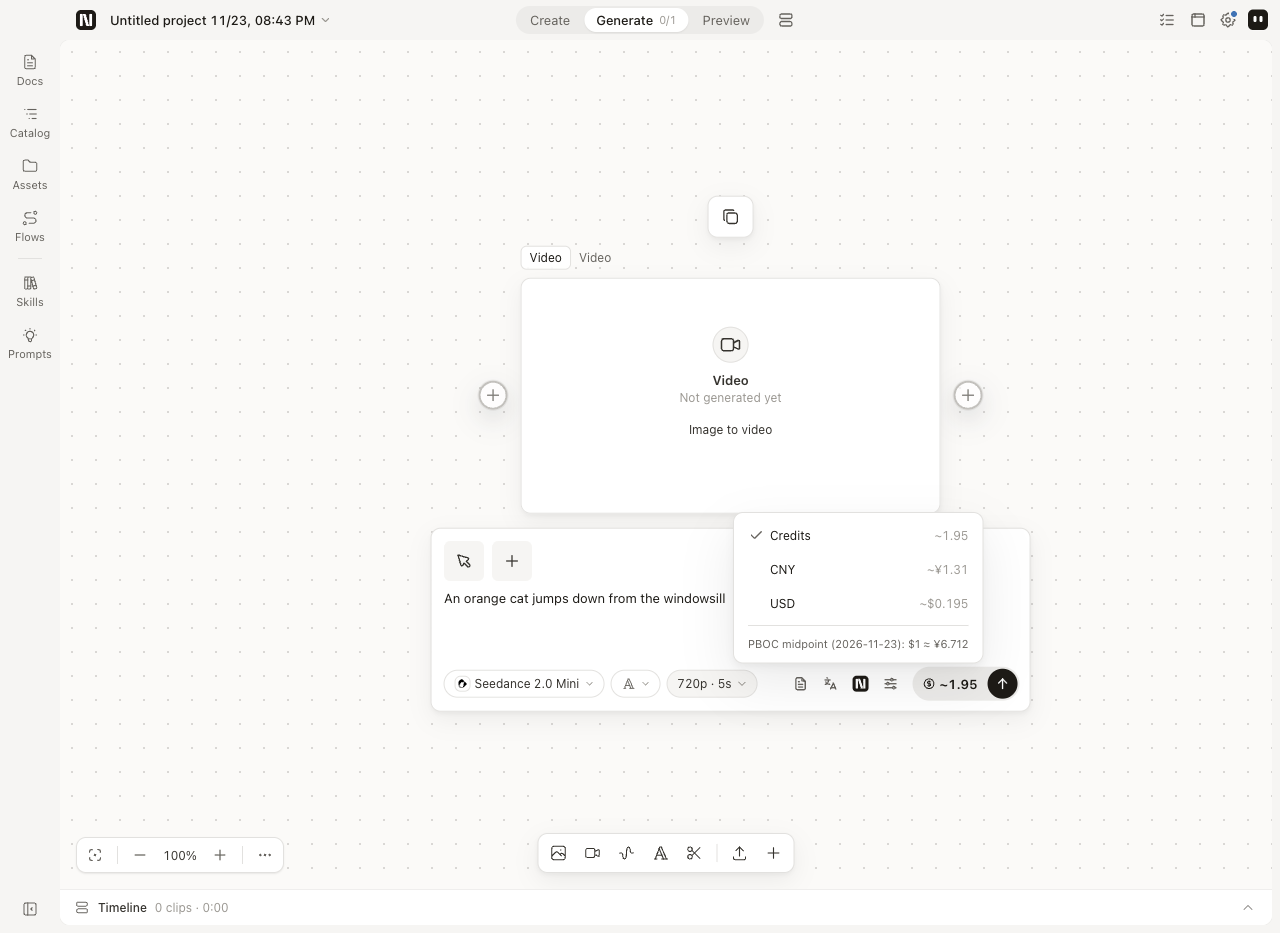 Untitled project 11/23, 08:43 PM
Create
Generate 0/1
Preview
Docs
Catalog
Assets
Flows
Skills
Prompts
Video
Video
Video
Not generated yet
Image to video
Credits ~1.95
CNY ~¥1.31
USD ~$0.195
PBOC midpoint (2026-11-23): $1 ≈ ¥6.712
An orange cat jumps down from the windowsill
Seedance 2.0 Mini
720p · 5s
~1.95
100%
Timeline 0 clips · 0:00